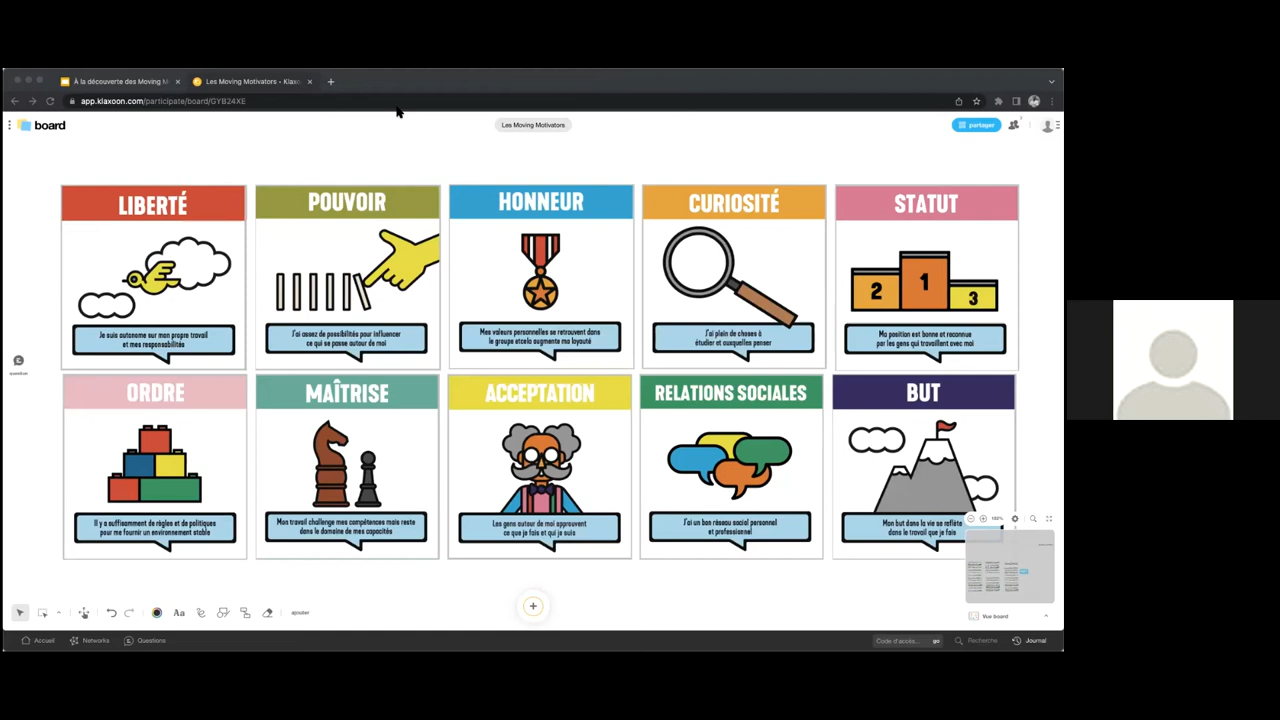 À la découverte des Moving M
Les Moving Motivators - Klaxo
app.klaxoon.com/participate/board/GYB24XE
board
Les Moving Motivators
partager
LIBERTÉ
Je suis autonome sur mon propre travail
et mes responsabilités
POUVOIR
J'ai assez de possibilités pour influencer
ce qui se passe autour de moi
HONNEUR
Mes valeurs personnelles se retrouvent dans
le groupe etcela augmente ma loyauté
CURIOSITÉ
J'ai plein de choses à
étudier et auxquelles penser
STATUT
2
1
3
Ma position est bonne et reconnue
par les gens qui travaillent avec moi
question
ORDRE
Il y a suffisamment de règles et de politiques
pour me fournir un environnement stable
MAÎTRISE
Mon travail challenge mes compétences mais reste
dans le domaine de mes capacités
ACCEPTATION
Les gens autour de moi approuvent
ce que je fais et qui je suis
RELATIONS SOCIALES
J'ai un bon réseau social personnel
et professionnel
BUT
Mon but dans la vie se reflète
dans le travail que je fais
102%
Aa
ajouter
Vue board
Accueil
Networks
Questions
Code d'accès...
go
Recherche
Journal